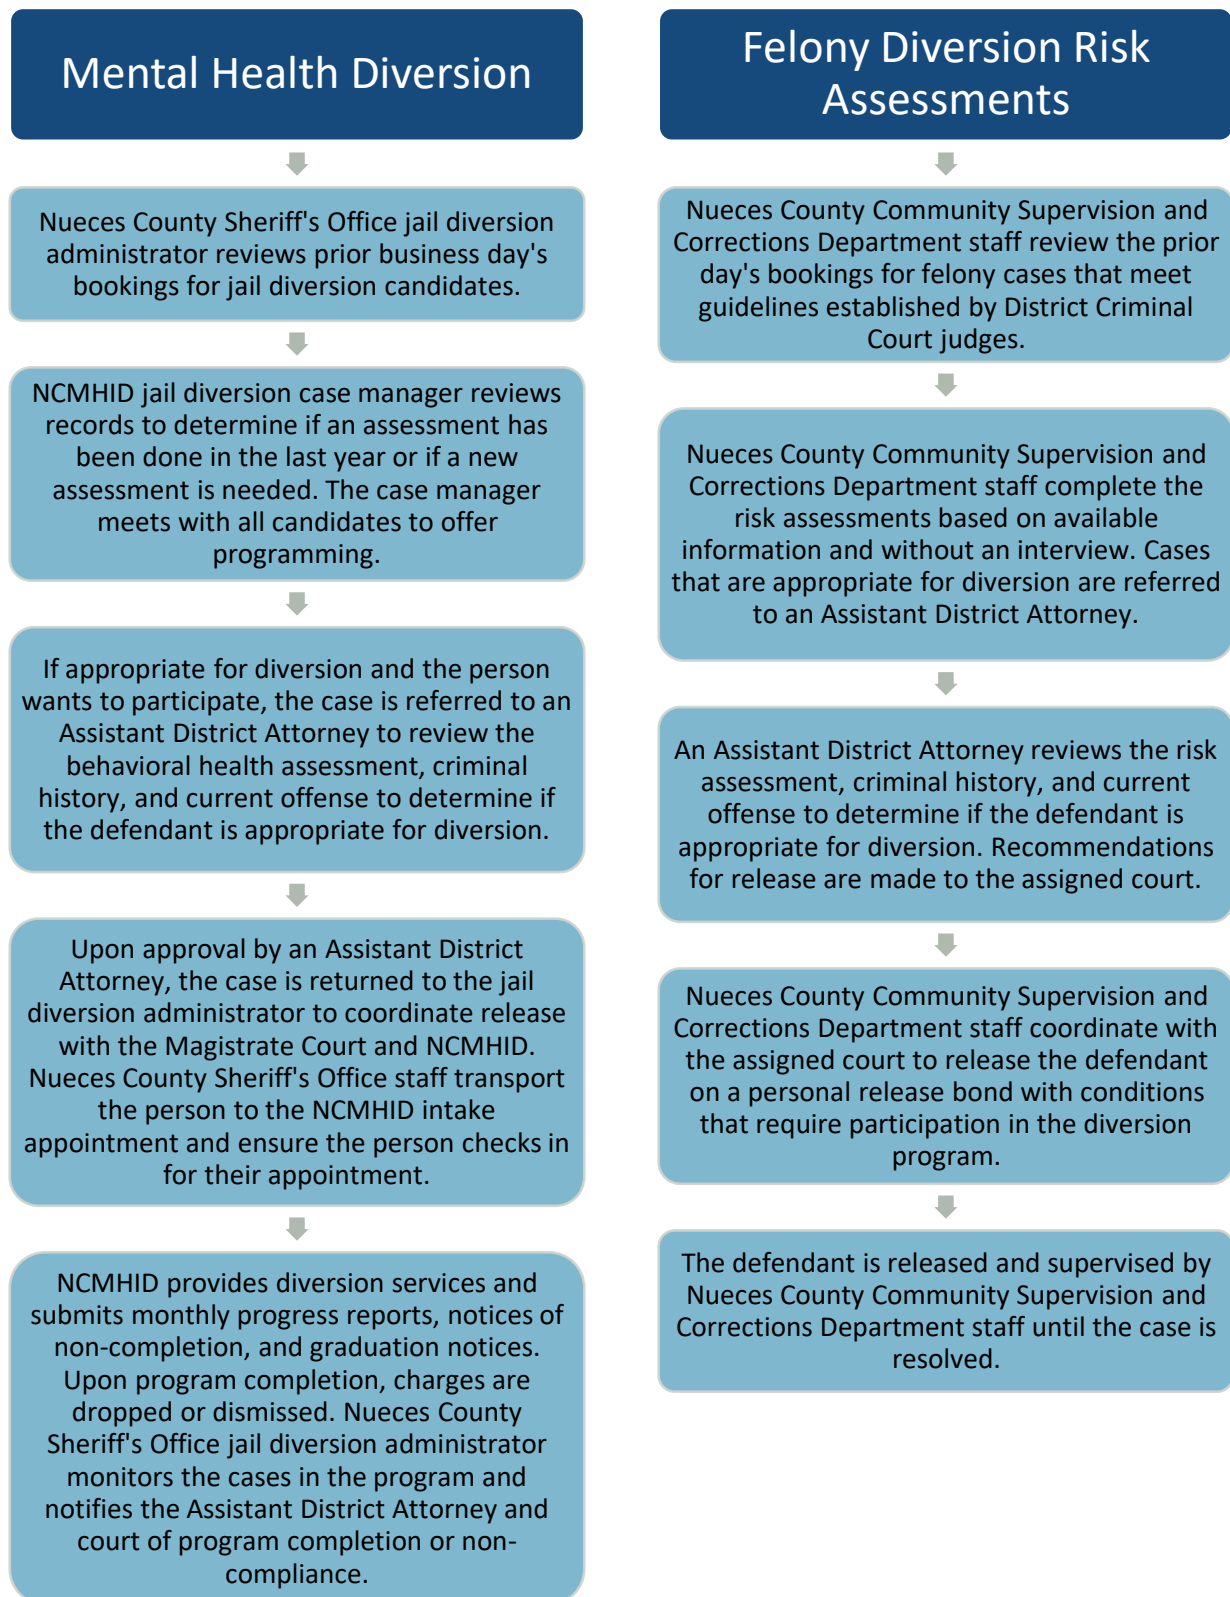 Mental Health Diversion
Nueces County Sheriff's Office jail diversion
administrator reviews prior business day's
bookings for jail diversion candidates.
NCMHID jail diversion case manager reviews
records to determine if an assessment has
been done in the last year or if a new
assessment is needed. The case manager
meets with all candidates to offer
programming.
If appropriate for diversion and the person
wants to participate, the case is referred to an
Assistant District Attorney to review the
behavioral health assessment, criminal
history, and current offense to determine if
the defendant is appropriate for diversion.
Upon approval by an Assistant District
Attorney, the case is returned to the jail
diversion administrator to coordinate release
with the Magistrate Court and NCMHID.
Nueces County Sheriff's Office staff transport
the person to the NCMHID intake
appointment and ensure the person checks in
for their appointment.
NCMHID provides diversion services and
submits monthly progress reports, notices of
non-completion, and graduation notices.
Upon program completion, charges are
dropped or dismissed. Nueces County
Sheriff's Office jail diversion administrator
monitors the cases in the program and
notifies the Assistant District Attorney and
court of program completion or non-
compliance.
Felony Diversion Risk
Assessments
Nueces County Community Supervision and
Corrections Department staff review the prior
day's bookings for felony cases that meet
guidelines established by District Criminal
Court judges.
Nueces County Community Supervision and
Corrections Department staff complete the
risk assessments based on available
information and without an interview. Cases
that are appropriate for diversion are referred
to an Assistant District Attorney.
An Assistant District Attorney reviews the risk
assessment, criminal history, and current
offense to determine if the defendant is
appropriate for diversion. Recommendations
for release are made to the assigned court.
Nueces County Community Supervision and
Corrections Department staff coordinate with
the assigned court to release the defendant
on a personal release bond with conditions
that require participation in the diversion
program.
The defendant is released and supervised by
Nueces County Community Supervision and
Corrections Department staff until the case is
resolved.